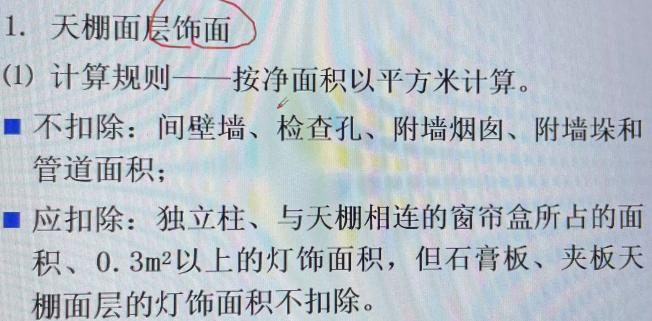 1. 天棚面层饰面
⑴ 计算规则——按净面积以平方米计算。
■ 不扣除：间壁墙、检查孔、附墙烟囱、附墙垛和
管道面积；
■ 应扣除：独立柱、与天棚相连的窗帘盒所占的面
积、0.3m²以上的灯饰面积，但石膏板、夹板天
棚面层的灯饰面积不扣除。